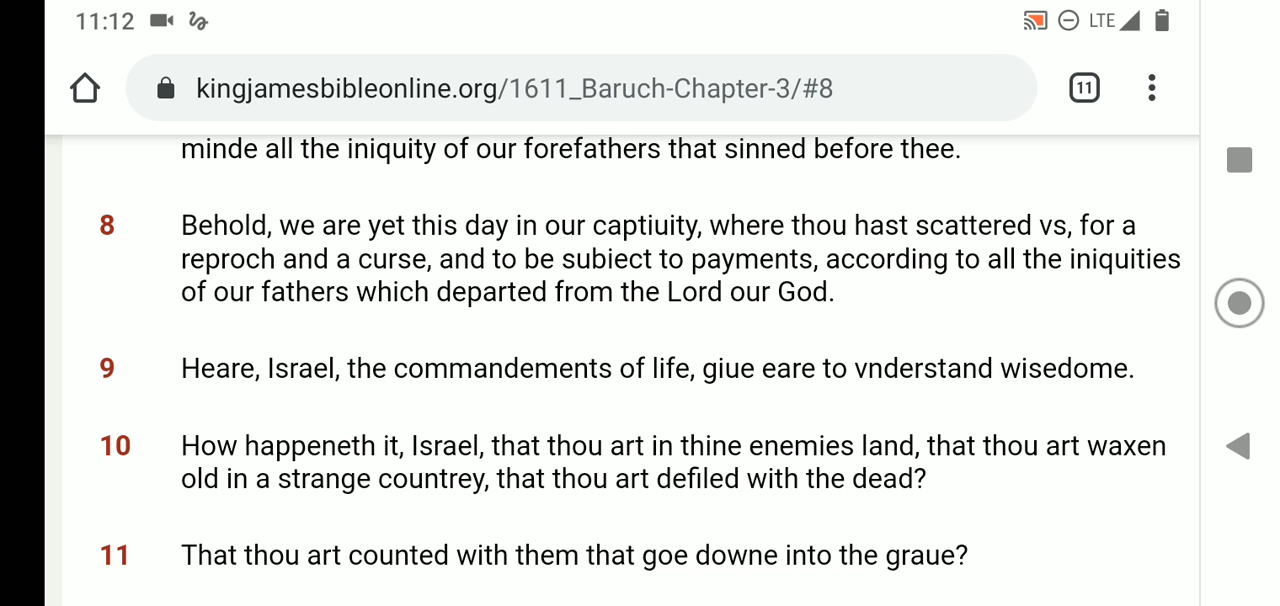 11:12 LTE
kingjamesbibleonline.org/1611_Baruch-Chapter-3/#8 11
minde all the iniquity of our forefathers that sinned before thee.
8 Behold, we are yet this day in our captiuity, where thou hast scattered vs, for a
reproch and a curse, and to be subiect to payments, according to all the iniquities
of our fathers which departed from the Lord our God.
9 Heare, Israel, the commandements of life, giue eare to vnderstand wisedome.
10 How happeneth it, Israel, that thou art in thine enemies land, that thou art waxen
old in a strange countrey, that thou art defiled with the dead?
11 That thou art counted with them that goe downe into the graue?